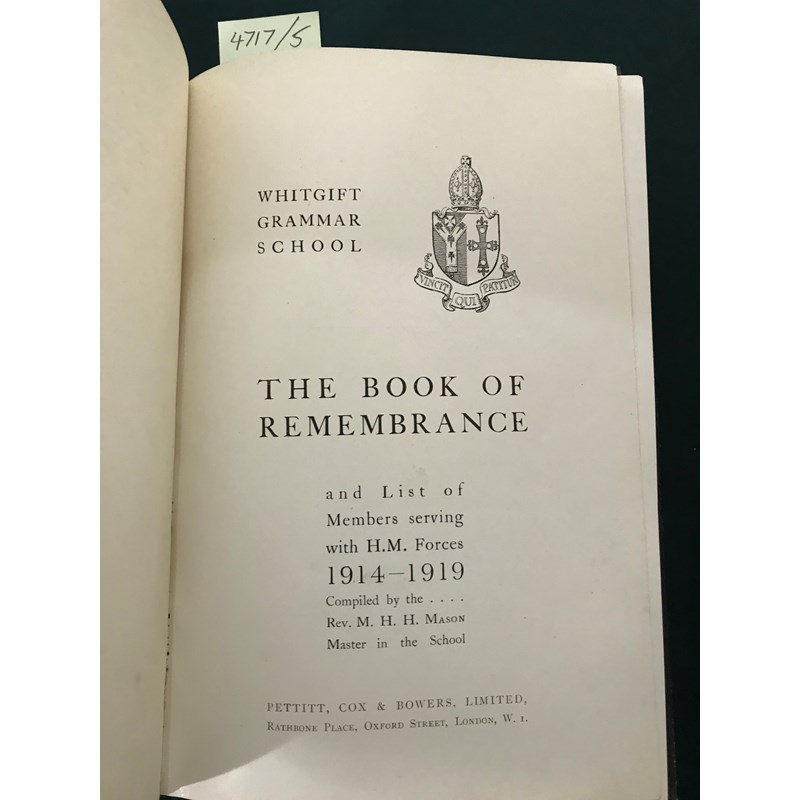 4717/5
WHITGIFT
GRAMMAR
SCHOOL
VINCIT QUI PATITUR
THE BOOK OF
REMEMBRANCE
and List of
Members serving
with H.M. Forces
1914–1919
Compiled by the ....
Rev. M. H. H. MASON
Master in the School
PETTITT, COX & BOWERS, LIMITED,
RATHBONE PLACE, OXFORD STREET, LONDON, W. 1.